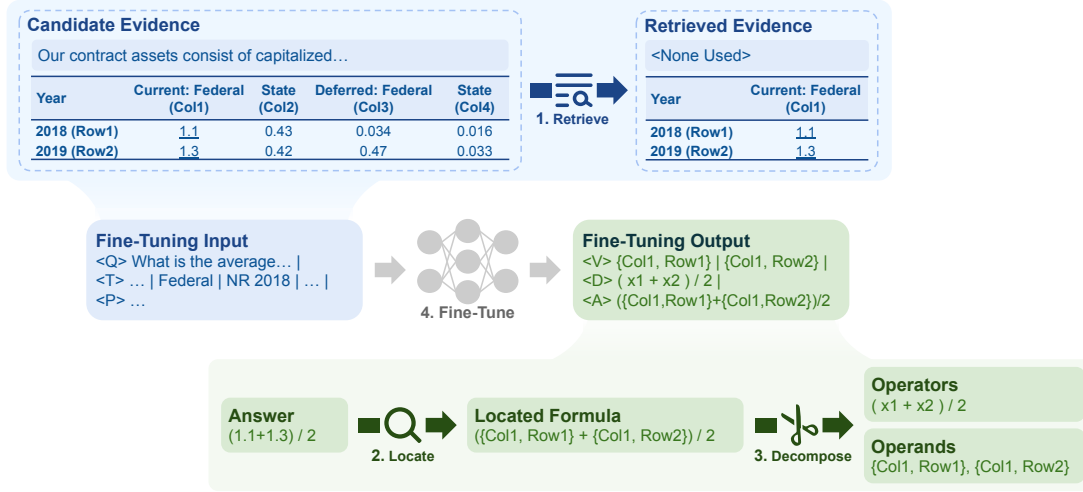 Candidate Evidence
Our contract assets consist of capitalized…
Year
Current: Federal
(Col1)
State
(Col2)
Deferred: Federal
(Col3)
State
(Col4)
2018 (Row1) 1.1 0.43 0.034 0.016
2019 (Row2) 1.3 0.42 0.47 0.033
1. Retrieve
Retrieved Evidence
<None Used>
Year
Current: Federal
(Col1)
2018 (Row1) 1.1
2019 (Row2) 1.3
Fine-Tuning Input
<Q> What is the average… |
<T> … | Federal | NR 2018 | … |
<P> …
4. Fine-Tune
Fine-Tuning Output
<V> {Col1, Row1} | {Col1, Row2} |
<D> ( x1 + x2 ) / 2 |
<A> ({Col1,Row1}+{Col1,Row2})/2
Answer
(1.1+1.3) / 2
2. Locate
Located Formula
({Col1, Row1} + {Col1, Row2}) / 2
3. Decompose
Operators
( x1 + x2 ) / 2
Operands
{Col1, Row1}, {Col1, Row2}